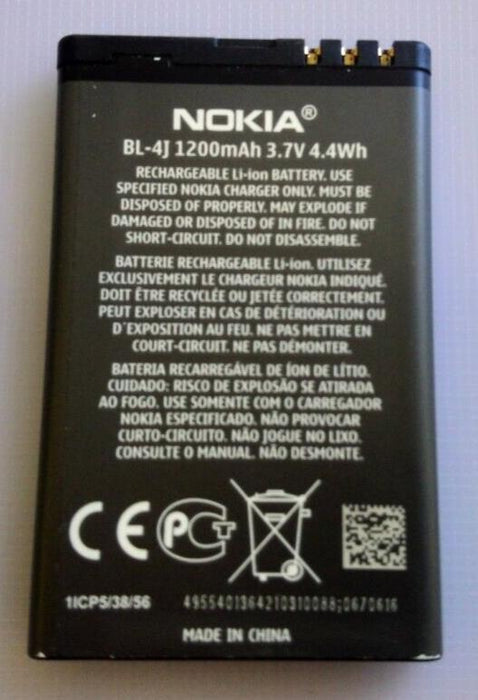 NOKIA®
BL-4J 1200mAh 3.7V 4.4Wh
RECHARGEABLE Li-ion BATTERY. USE
SPECIFIED NOKIA CHARGER ONLY. MUST BE
DISPOSED OF PROPERLY. MAY EXPLODE IF
DAMAGED OR DISPOSED OF IN FIRE. DO NOT
SHORT-CIRCUIT. DO NOT DISASSEMBLE.
BATTERIE RECHARGEABLE Li-ion. UTILISEZ
EXCLUSIVEMENT LE CHARGEUR NOKIA INDIQUÉ.
DOIT ÊTRE RECYCLÉE OU JETÉE CORRECTEMENT.
PEUT EXPLOSER EN CAS DE DÉTÉRIORATION OU
D'EXPOSITION AU FEU. NE PAS METTRE EN
COURT-CIRCUIT. NE PAS DÉMONTER.
BATERIA RECARREGÁVEL DE ÍON DE LÍTIO.
CUIDADO: RISCO DE EXPLOSÃO SE ATIRADA
AO FOGO. USE SOMENTE COM O CARREGADOR
NOKIA ESPECIFICADO. NÃO PROVOCAR
CURTO-CIRCUITO. NÃO JOGUE NO LIXO.
CONSULTE O MANUAL. NÃO DESMONTE.
CE PCT
1ICP5/38/56 4955401364210310088;0670616
MADE IN CHINA